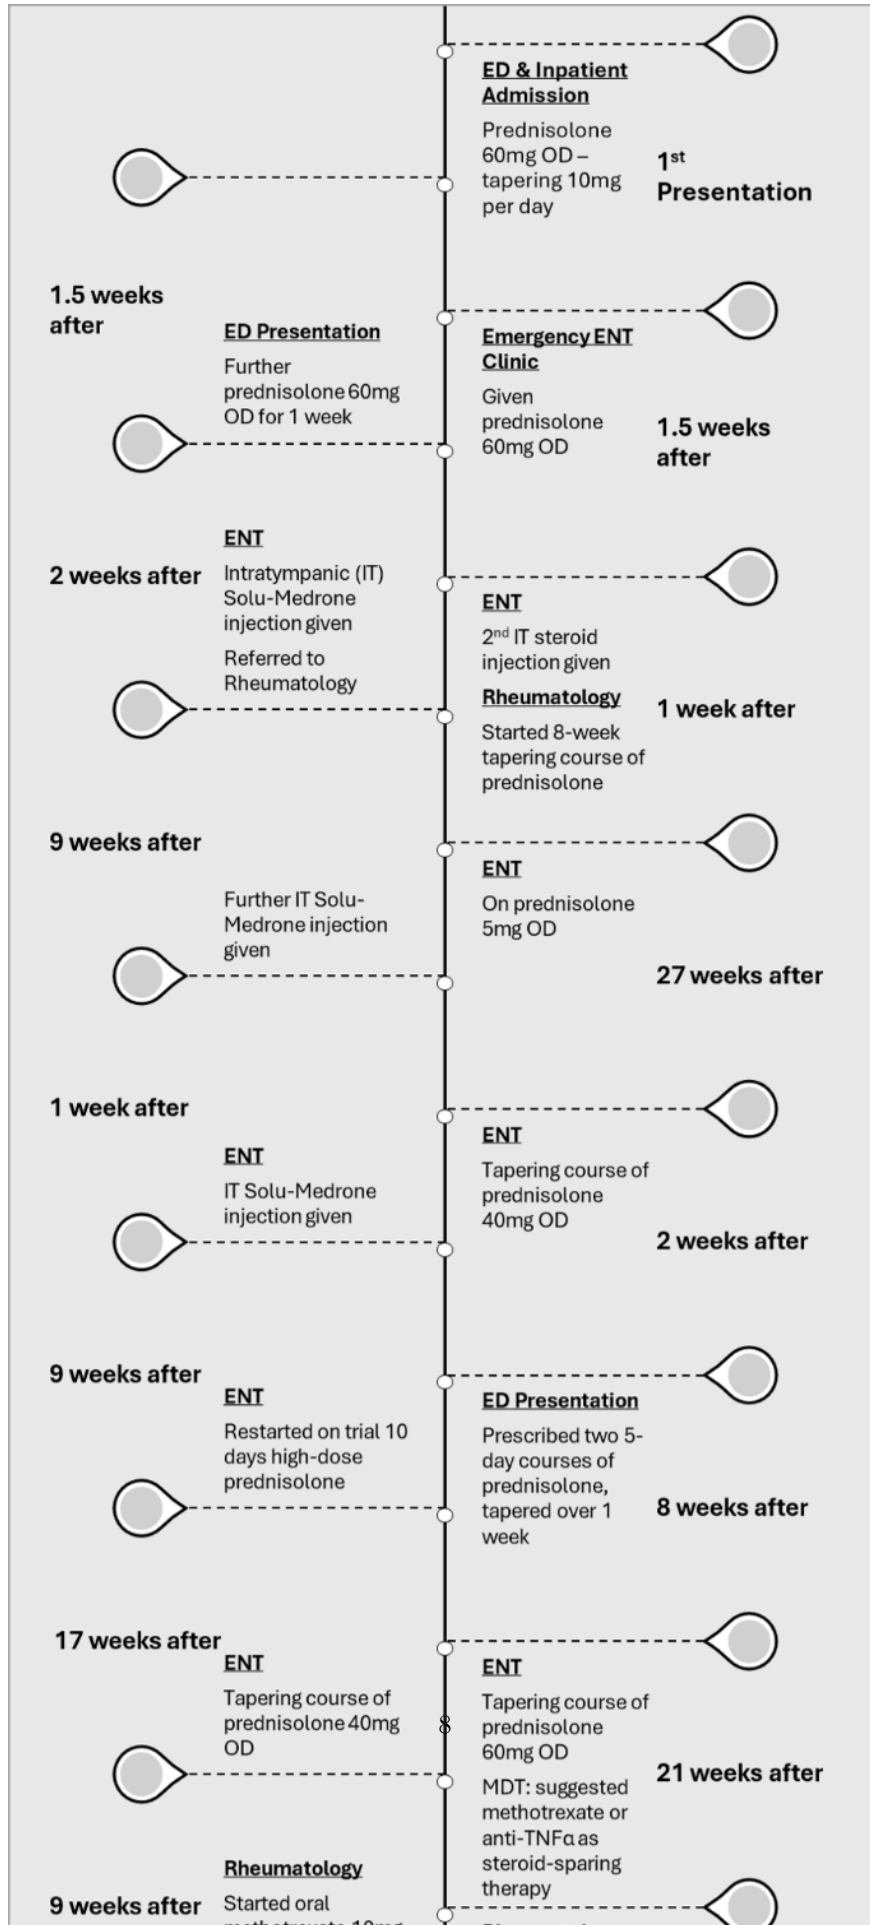 ED & Inpatient
Admission
Prednisolone
60mg OD –
tapering 10mg
per day
1st
Presentation
1.5 weeks
after
ED Presentation
Further
prednisolone 60mg
OD for 1 week
Emergency ENT
Clinic
Given
prednisolone
60mg OD
1.5 weeks
after
2 weeks after
ENT
Intratympanic (IT)
Solu-Medrone
injection given
Referred to
Rheumatology
ENT
2nd IT steroid
injection given
Rheumatology
Started 8-week
tapering course of
prednisolone
1 week after
9 weeks after
Further IT Solu-
Medrone injection
given
ENT
On prednisolone
5mg OD
27 weeks after
1 week after
ENT
IT Solu-Medrone
injection given
ENT
Tapering course of
prednisolone
40mg OD
2 weeks after
9 weeks after
ENT
Restarted on trial 10
days high-dose
prednisolone
ED Presentation
Prescribed two 5-
day courses of
prednisolone,
tapered over 1
week
8 weeks after
17 weeks after
ENT
Tapering course of
prednisolone 40mg
OD
8
ENT
Tapering course of
prednisolone
60mg OD
MDT: suggested
methotrexate or
anti-TNFα as
steroid-sparing
therapy
21 weeks after
9 weeks after
Rheumatology
Started oral